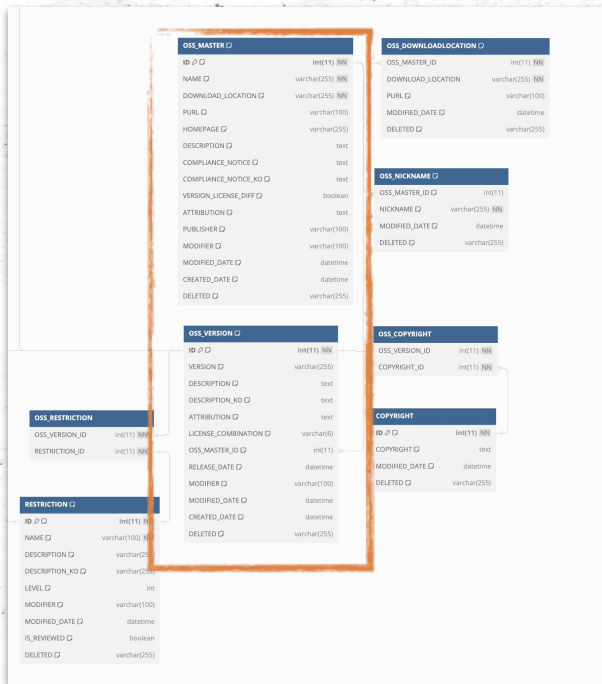 OSS_MASTER
ID int(11) NN
NAME varchar(255) NN
DOWNLOAD_LOCATION varchar(255) NN
PURL varchar(100)
HOMEPAGE varchar(255)
DESCRIPTION text
COMPLIANCE_NOTICE text
COMPLIANCE_NOTICE_KO text
VERSION_LICENSE_DIFF boolean
ATTRIBUTION text
PUBLISHER varchar(100)
MODIFIER varchar(100)
MODIFIED_DATE datetime
CREATED_DATE datetime
DELETED varchar(255)
OSS_DOWNLOADLOCATION
OSS_MASTER_ID int(11) NN
DOWNLOAD_LOCATION varchar(255) NN
PURL varchar(100)
MODIFIED_DATE datetime
DELETED varchar(255)
OSS_NICKNAME
OSS_MASTER_ID int(11)
NICKNAME varchar(255) NN
MODIFIED_DATE datetime
DELETED varchar(255)
OSS_VERSION
ID int(11) NN
VERSION varchar(255)
DESCRIPTION text
DESCRIPTION_KO text
ATTRIBUTION text
LICENSE_COMBINATION varchar(6)
OSS_MASTER_ID int(11)
RELEASE_DATE datetime
MODIFIER varchar(100)
MODIFIED_DATE datetime
CREATED_DATE datetime
DELETED varchar(255)
OSS_COPYRIGHT
OSS_VERSION_ID int(11) NN
COPYRIGHT_ID int(11) NN
COPYRIGHT
ID int(11) NN
COPYRIGHT text
MODIFIED_DATE datetime
DELETED varchar(255)
OSS_RESTRICTION
OSS_VERSION_ID int(11) NN
RESTRICTION_ID int(11) NN
RESTRICTION
ID int(11)
NAME varchar(100)
DESCRIPTION
DESCRIPTION_KO
LEVEL int
MODIFIER varchar(100)
MODIFIED_DATE datetime
IS_REVIEWED boolean
DELETED varchar(255)